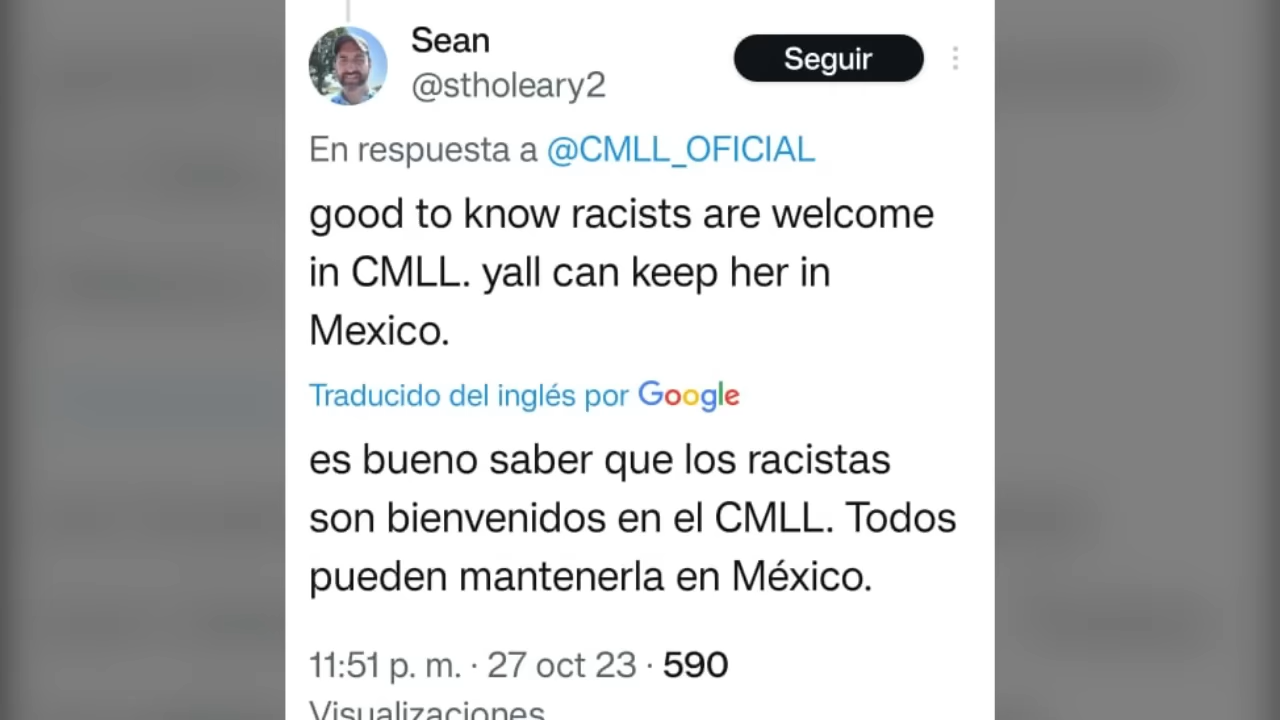 Sean
Seguir
@stholeary2
En respuesta a @CMLL_OFICIAL
good to know racists are welcome
in CMLL. yall can keep her in
Mexico.
Traducido del inglés por Google
es bueno saber que los racistas
son bienvenidos en el CMLL. Todos
pueden mantenerla en México.
11:51 p. m. · 27 oct 23 · 590
Visualizaciones